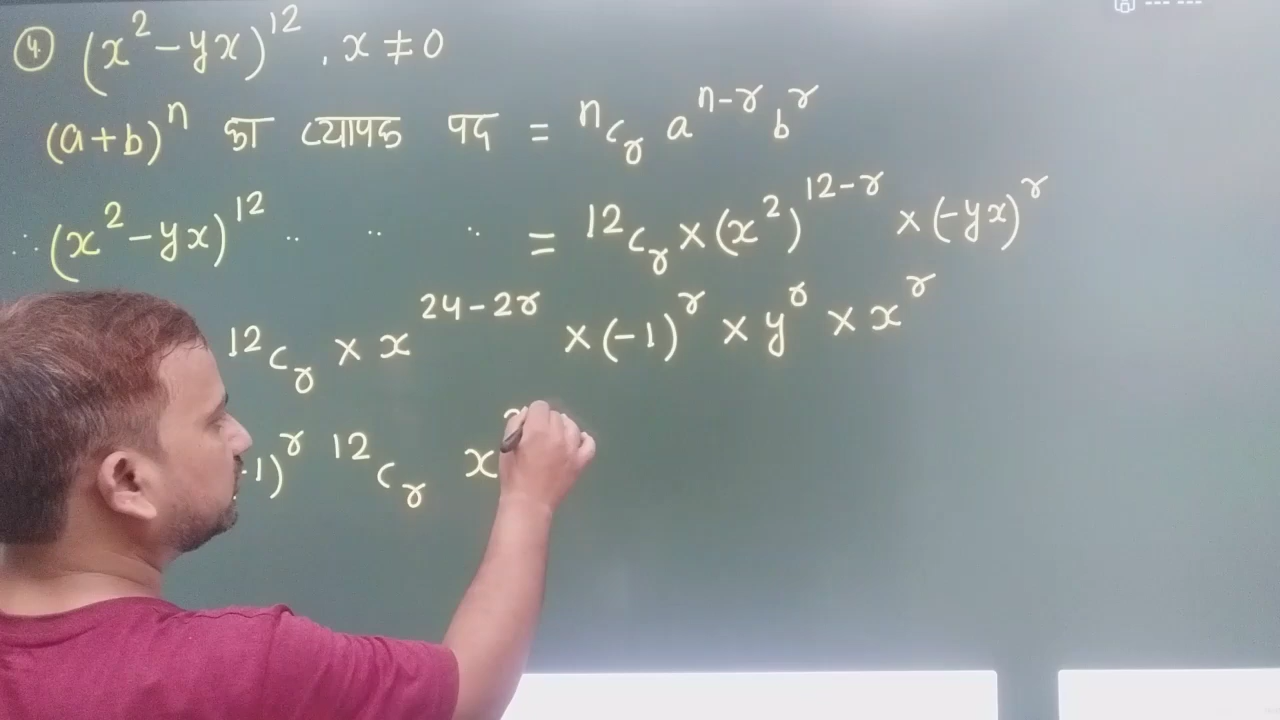 ④ (x² - yx)¹² , x ≠ 0
(a+b)ⁿ का व्यापक पद = ⁿCᵣ aⁿ⁻ʳ bʳ
∴ (x² - yx)¹² .. .. .. = ¹²Cᵣ × (x²)¹²⁻ʳ × (-yx)ʳ
¹²Cᵣ × x²⁴⁻²ʳ × (-1)ʳ × yʳ × xʳ
-1)ʳ ¹²Cᵣ x